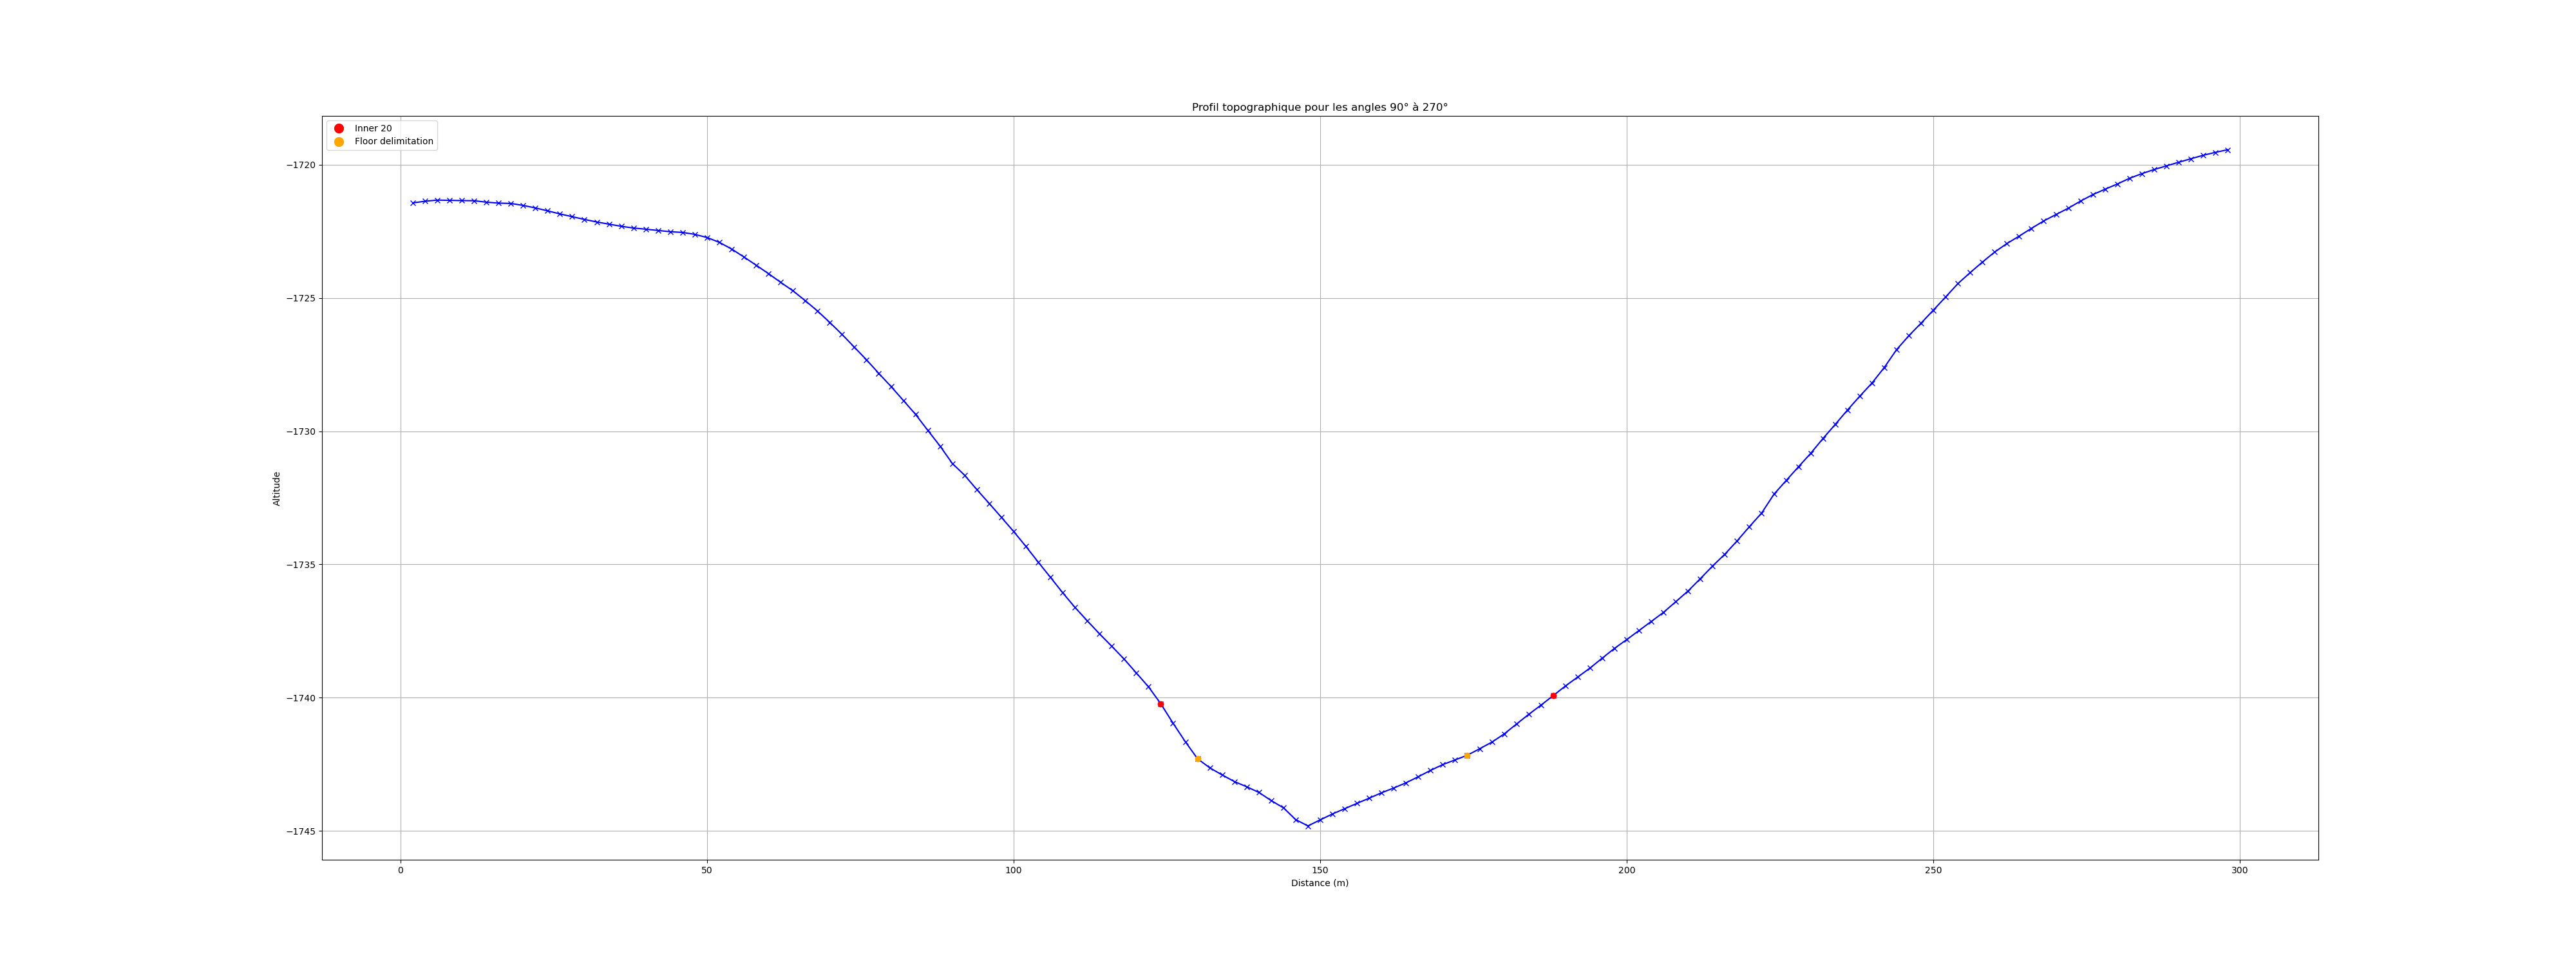 Profil topographique pour les angles 90° à 270°
Inner 20
Floor delimitation
−1720
−1725
−1730
−1735
−1740
−1745
Altitude
0 50 100 150 200 250 300
Distance (m)